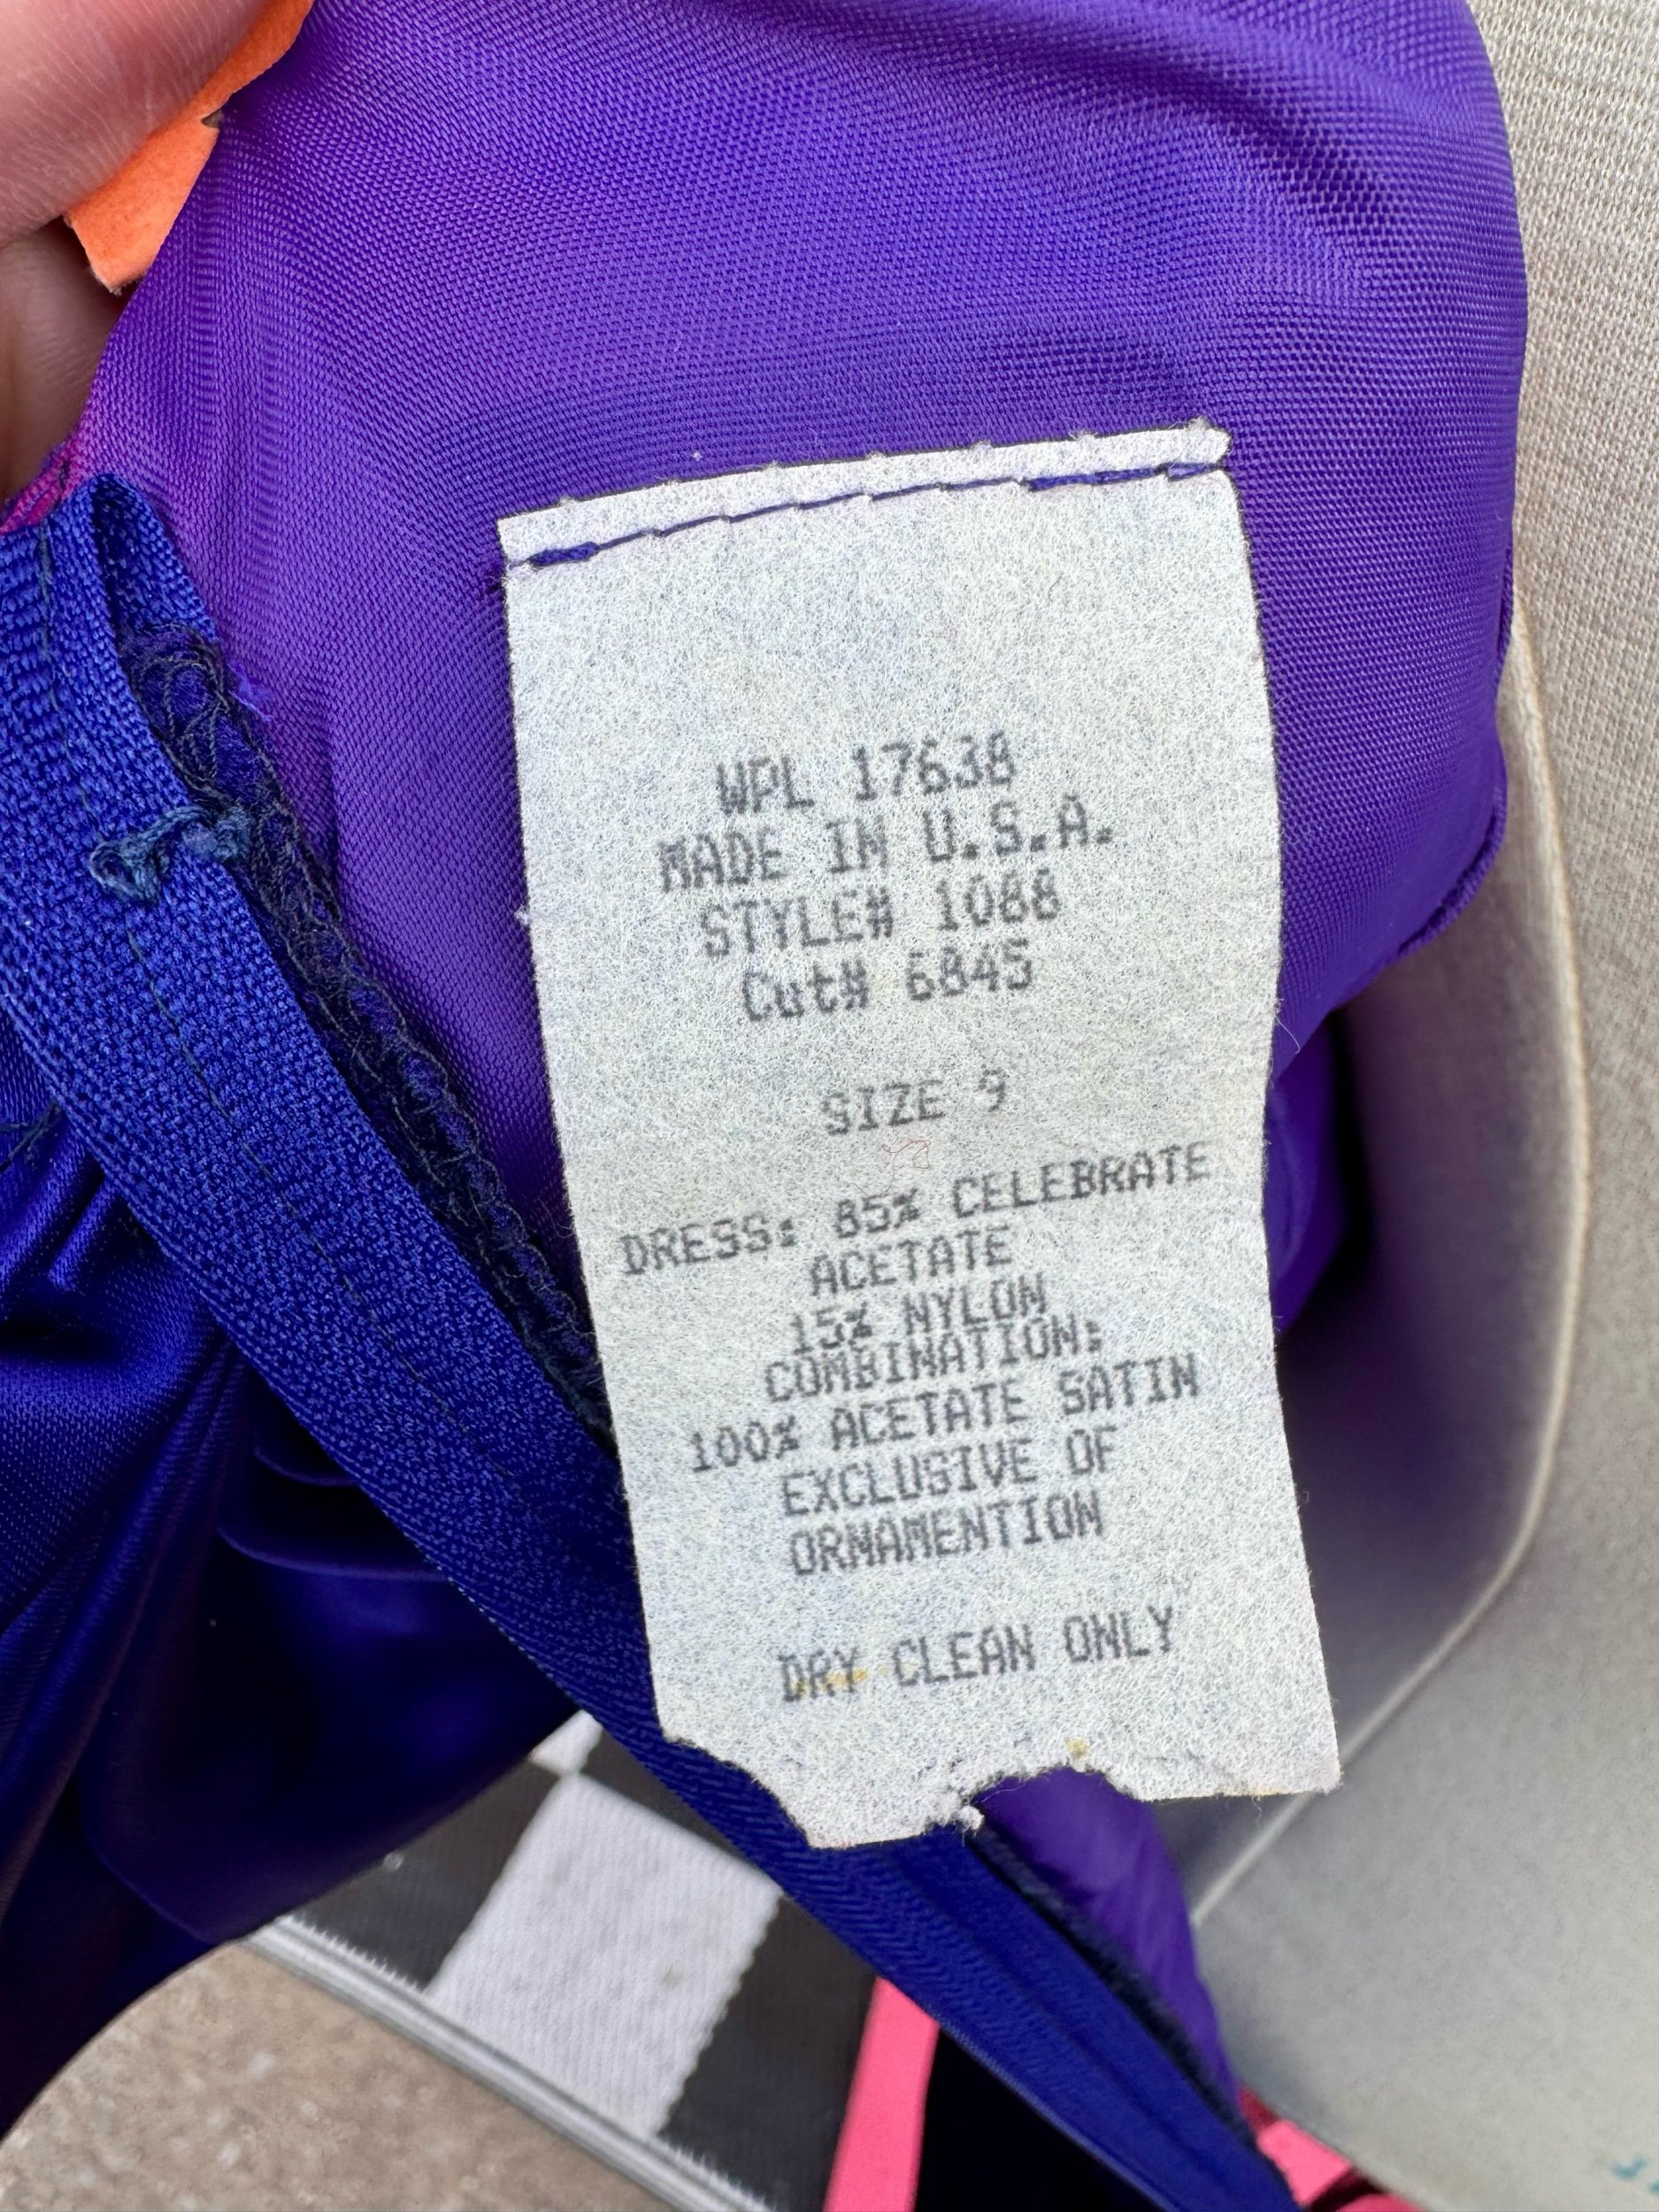 WPL 17638
MADE IN U.S.A.
STYLE# 1088
Cut# 6845
SIZE 9
DRESS: 85% CELEBRATE
ACETATE
15% NYLON
COMBINATION:
100% ACETATE SATIN
EXCLUSIVE OF
ORNAMENTION
DRY CLEAN ONLY